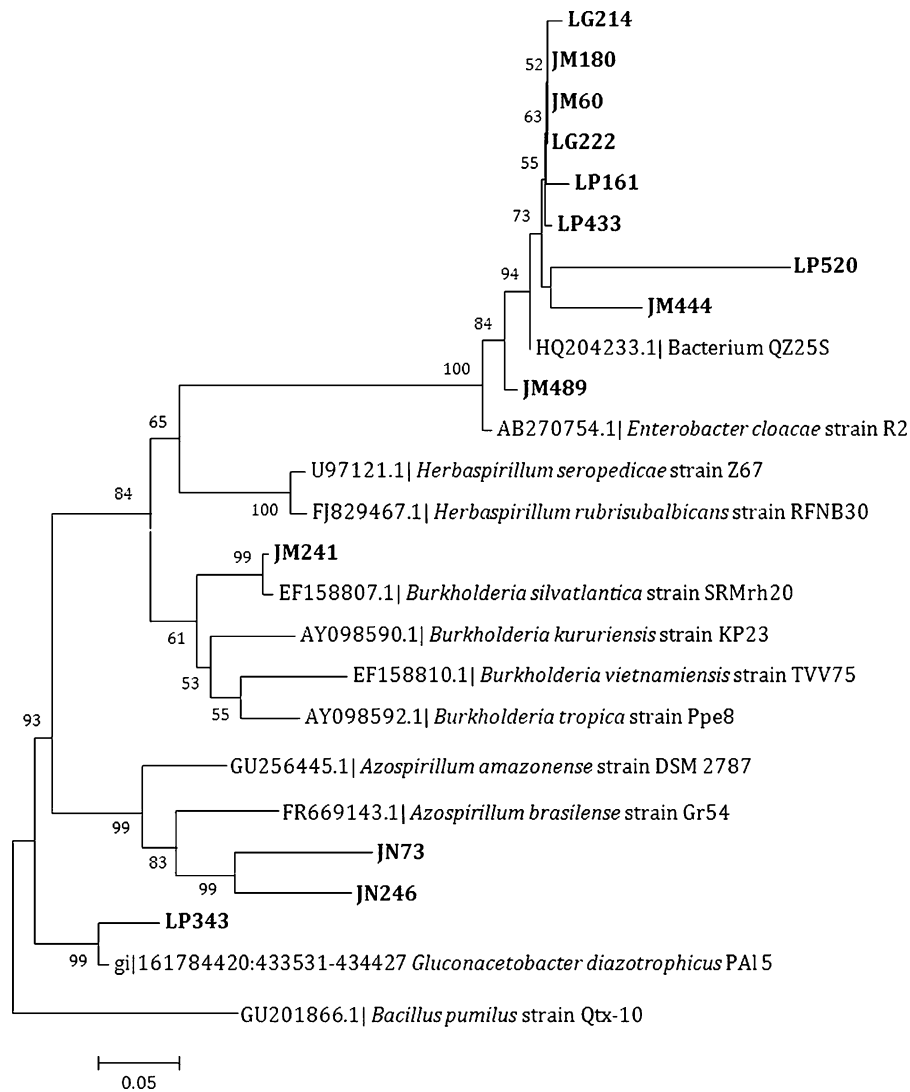 LG214
52
JM180
JM60
63
LG222
55
LP161
73
LP433
LP520
94
JM444
84
HQ204233.1| Bacterium QZ25S
100
JM489
65
AB270754.1| Enterobacter cloacae strain R2
U97121.1| Herbaspirillum seropedicae strain Z67
84
100
FJ829467.1| Herbaspirillum rubrisubalbicans strain RFNB30
99
JM241
EF158807.1| Burkholderia silvatlantica strain SRMrh20
61
AY098590.1| Burkholderia kururiensis strain KP23
53
EF158810.1| Burkholderia vietnamiensis strain TVV75
55
AY098592.1| Burkholderia tropica strain Ppe8
93
GU256445.1| Azospirillum amazonense strain DSM 2787
FR669143.1| Azospirillum brasilense strain Gr54
99
JN73
83
99
JN246
LP343
99
gi|161784420:433531-434427 Gluconacetobacter diazotrophicus PAl 5
GU201866.1| Bacillus pumilus strain Qtx-10
0.05